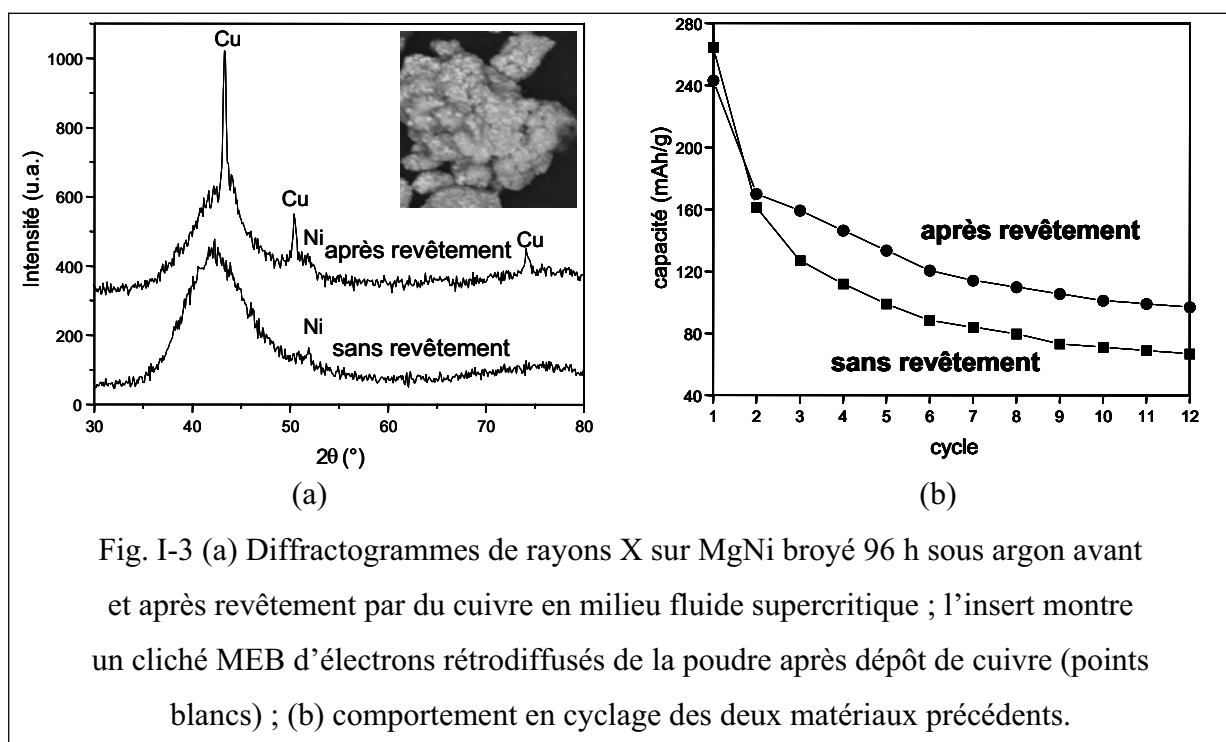 1000
800
600
400
200
0
Intensité (u.a.)
Cu
Cu
Ni
après revêtement
Cu
Ni
sans revêtement
30 40 50 60 70 80
2θ (°)
(a)
280
240
200
160
120
80
40
capacité (mAh/g)
après revêtement
sans revêtement
1 2 3 4 5 6 7 8 9 10 11 12
cycle
(b)
Fig. I-3 (a) Diffractogrammes de rayons X sur MgNi broyé 96 h sous argon avant
et après revêtement par du cuivre en milieu fluide supercritique ; l’insert montre
un cliché MEB d’électrons rétrodiffusés de la poudre après dépôt de cuivre (points
blancs) ; (b) comportement en cyclage des deux matériaux précédents.